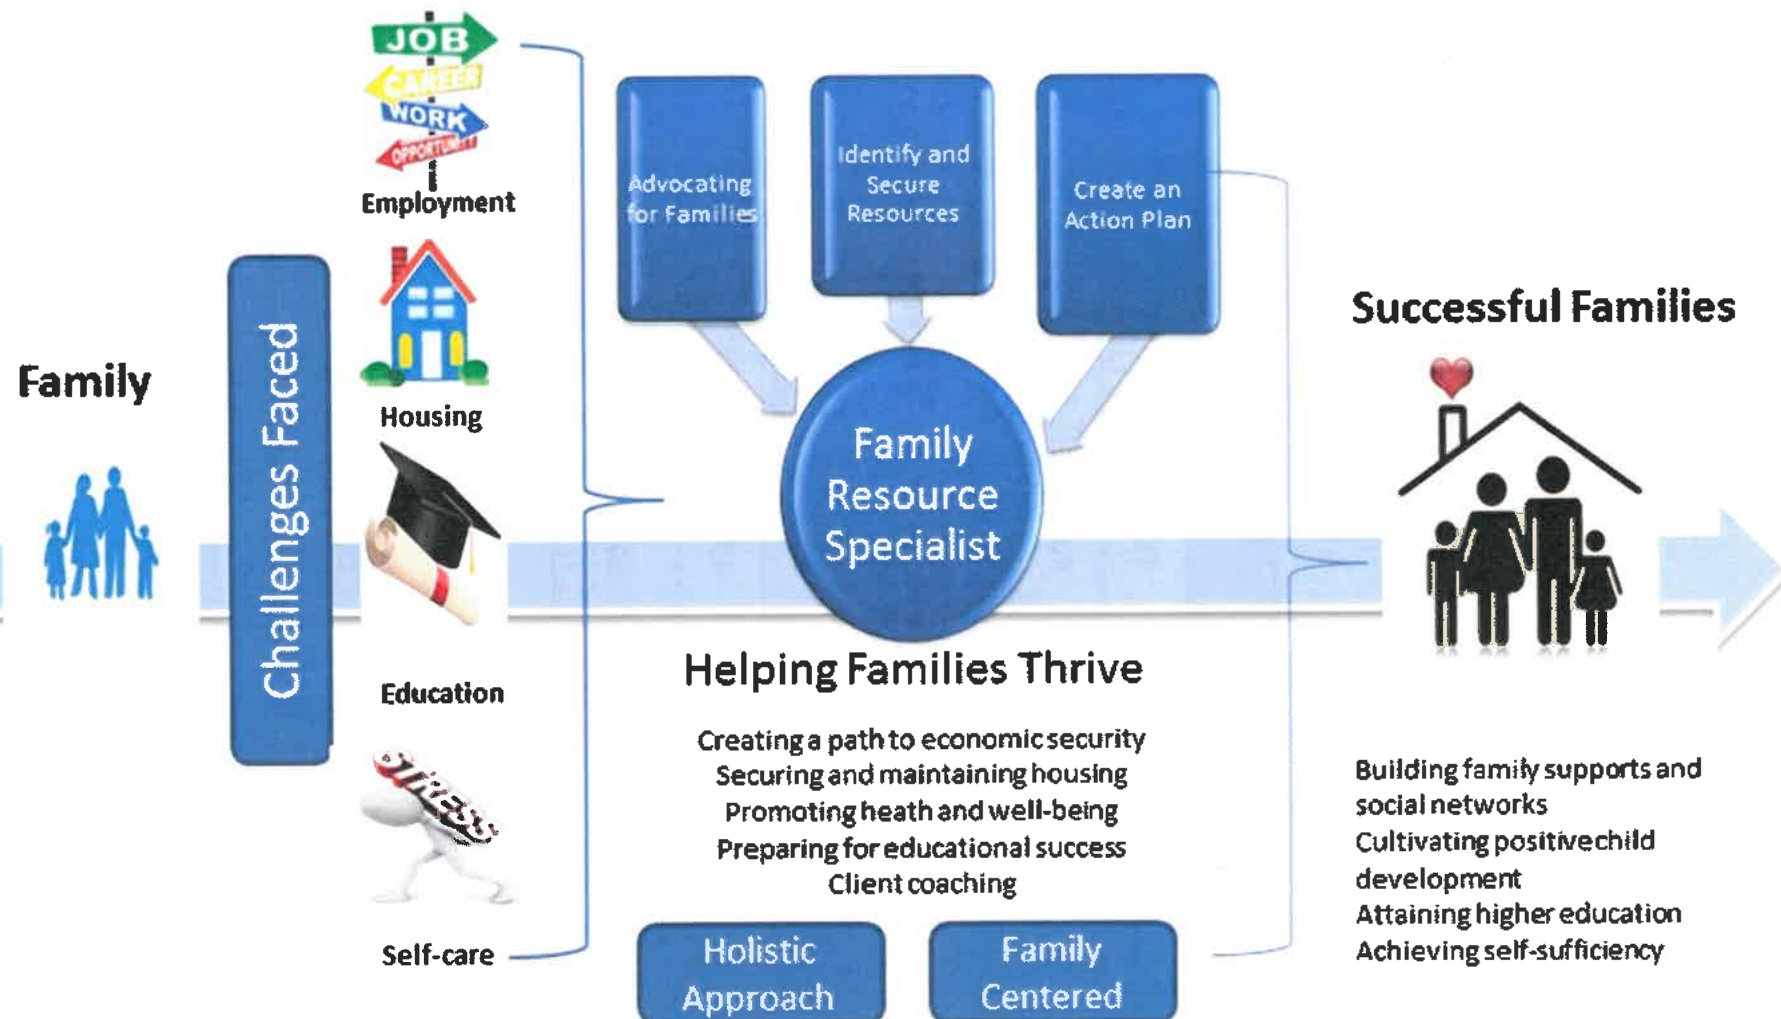 Family
Challenges Faced
JOB
CAREER
WORK
OPPORTUNITY
Employment
Housing
Education
STRESS
Self-care
Advocating
for Families
Identify and
Secure
Resources
Create an
Action Plan
Family
Resource
Specialist
Helping Families Thrive
Creating a path to economic security
Securing and maintaining housing
Promoting heath and well-being
Preparing for educational success
Client coaching
Holistic
Approach
Family
Centered
Successful Families
Building family supports and
social networks
Cultivating positive child
development
Attaining higher education
Achieving self-sufficiency